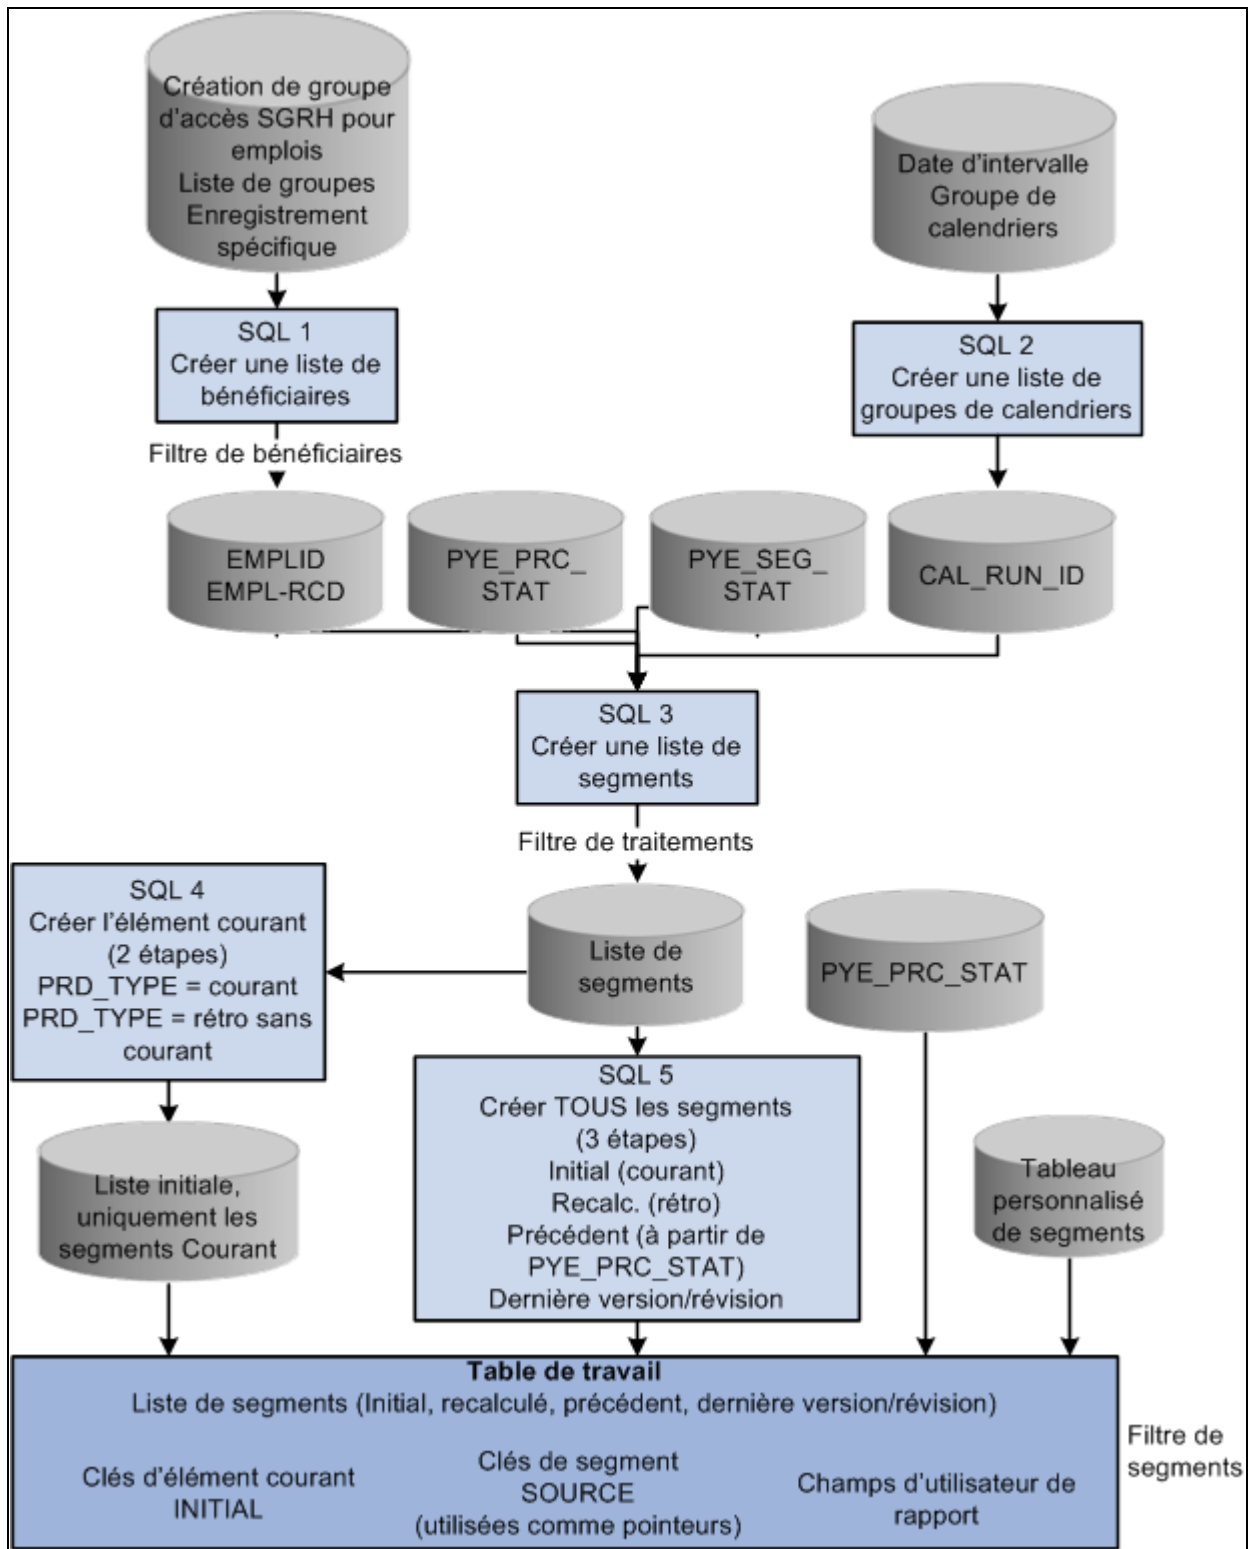 Création de groupe
d'accès SGRH pour
emplois
Liste de groupes
Enregistrement
spécifique
Date d'intervalle
Groupe de
calendriers
SQL 1
Créer une liste de
bénéficiaires
SQL 2
Créer une liste de
groupes de calendriers
Filtre de bénéficiaires
EMPLID
EMPL-RCD
PYE_PRC_
STAT
PYE_SEG_
STAT
CAL_RUN_ID
SQL 3
Créer une liste de
segments
Filtre de traitements
SQL 4
Créer l'élément courant
(2 étapes)
PRD_TYPE = courant
PRD_TYPE = rétro sans
courant
Liste de
segments
PYE_PRC_STAT
SQL 5
Créer TOUS les segments
(3 étapes)
Initial (courant)
Recalc. (rétro)
Précédent (à partir de
PYE_PRC_STAT)
Dernière version/révision
Liste initiale,
uniquement les
segments Courant
Tableau
personnalisé
de segments
Table de travail
Liste de segments (Initial, recalculé, précédent, dernière version/révision)
Clés d'élément courant
INITIAL
Clés de segment
SOURCE
(utilisées comme pointeurs)
Champs d'utilisateur de
rapport
Filtre de
segments